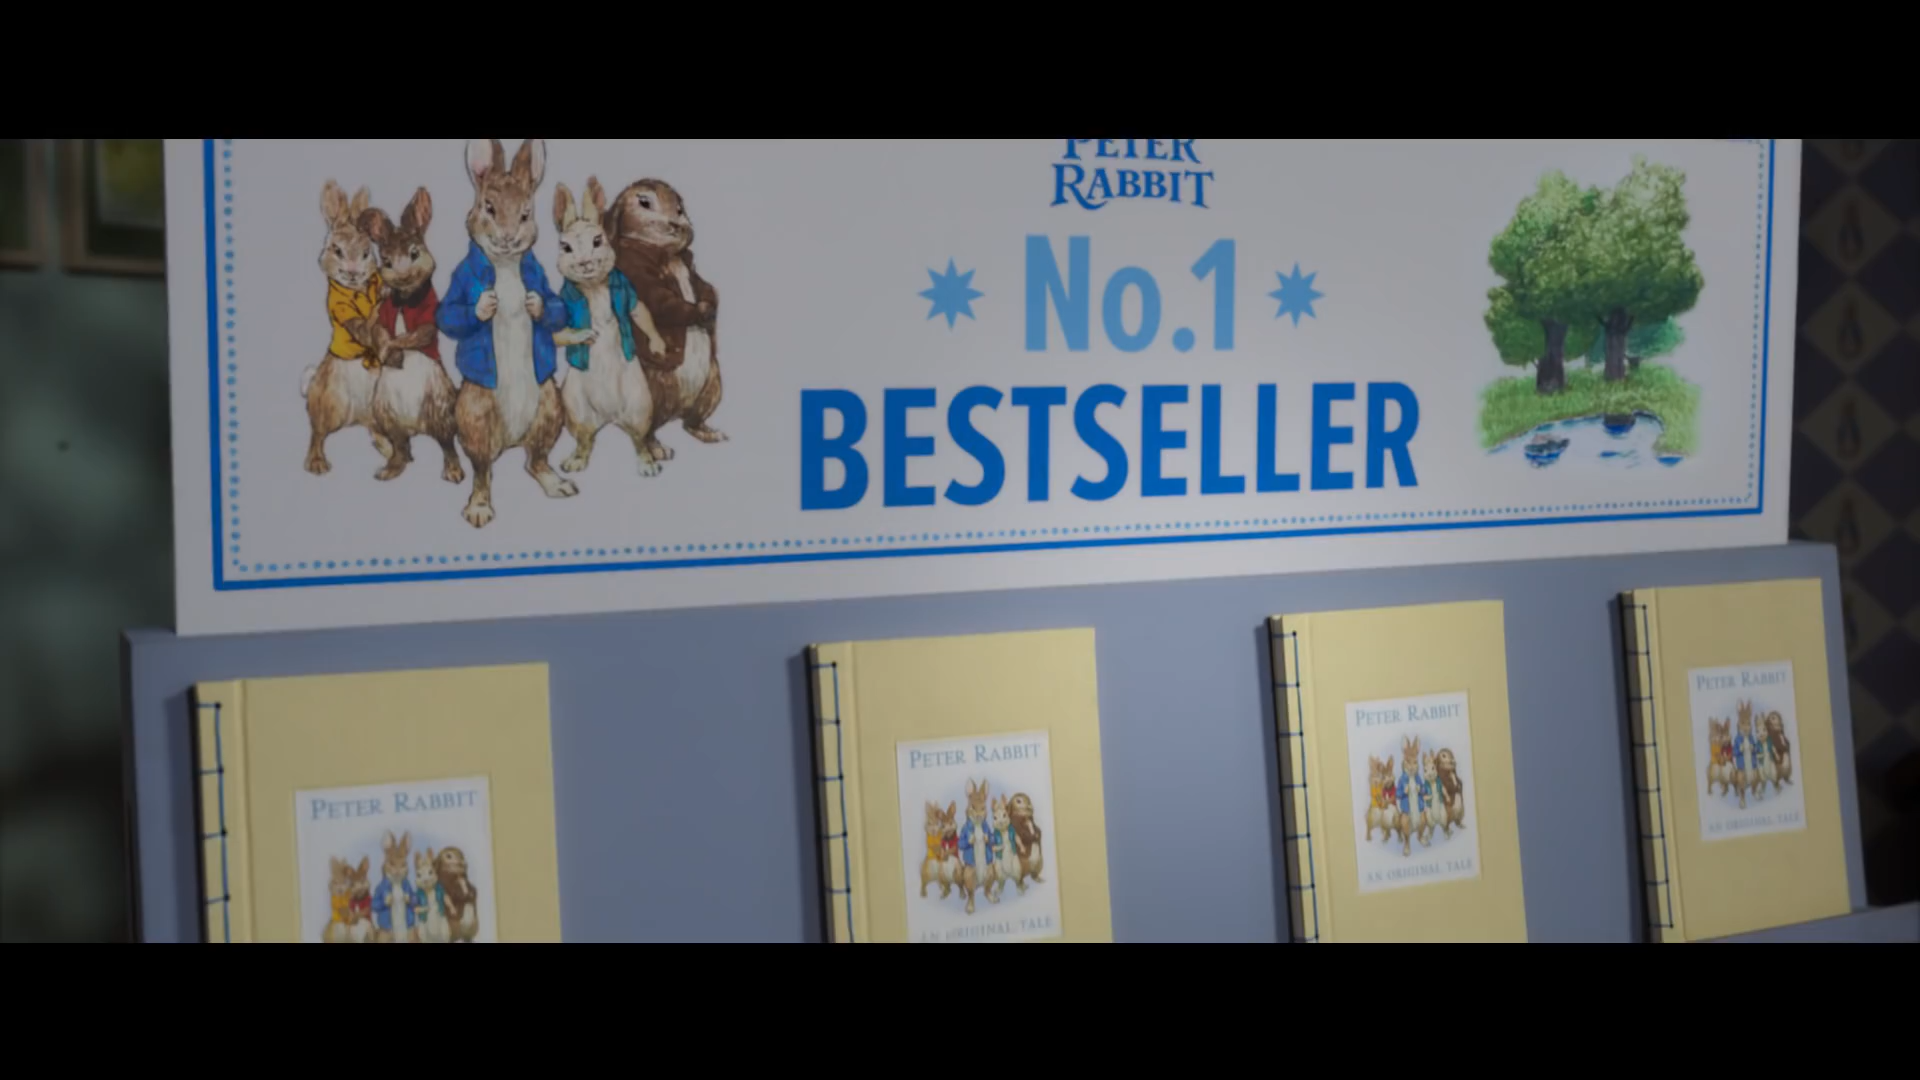 PETER
RABBIT
No.1
BESTSELLER
PETER RABBIT
PETER RABBIT
AN ORIGINAL TALE
PETER RABBIT
AN ORIGINAL TALE
PETER RABBIT
AN ORIGINAL TALE